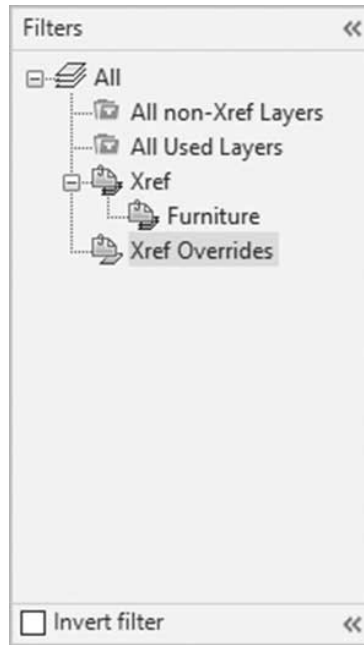 Filters
All
All non-Xref Layers
All Used Layers
Xref
Furniture
Xref Overrides
Invert filter